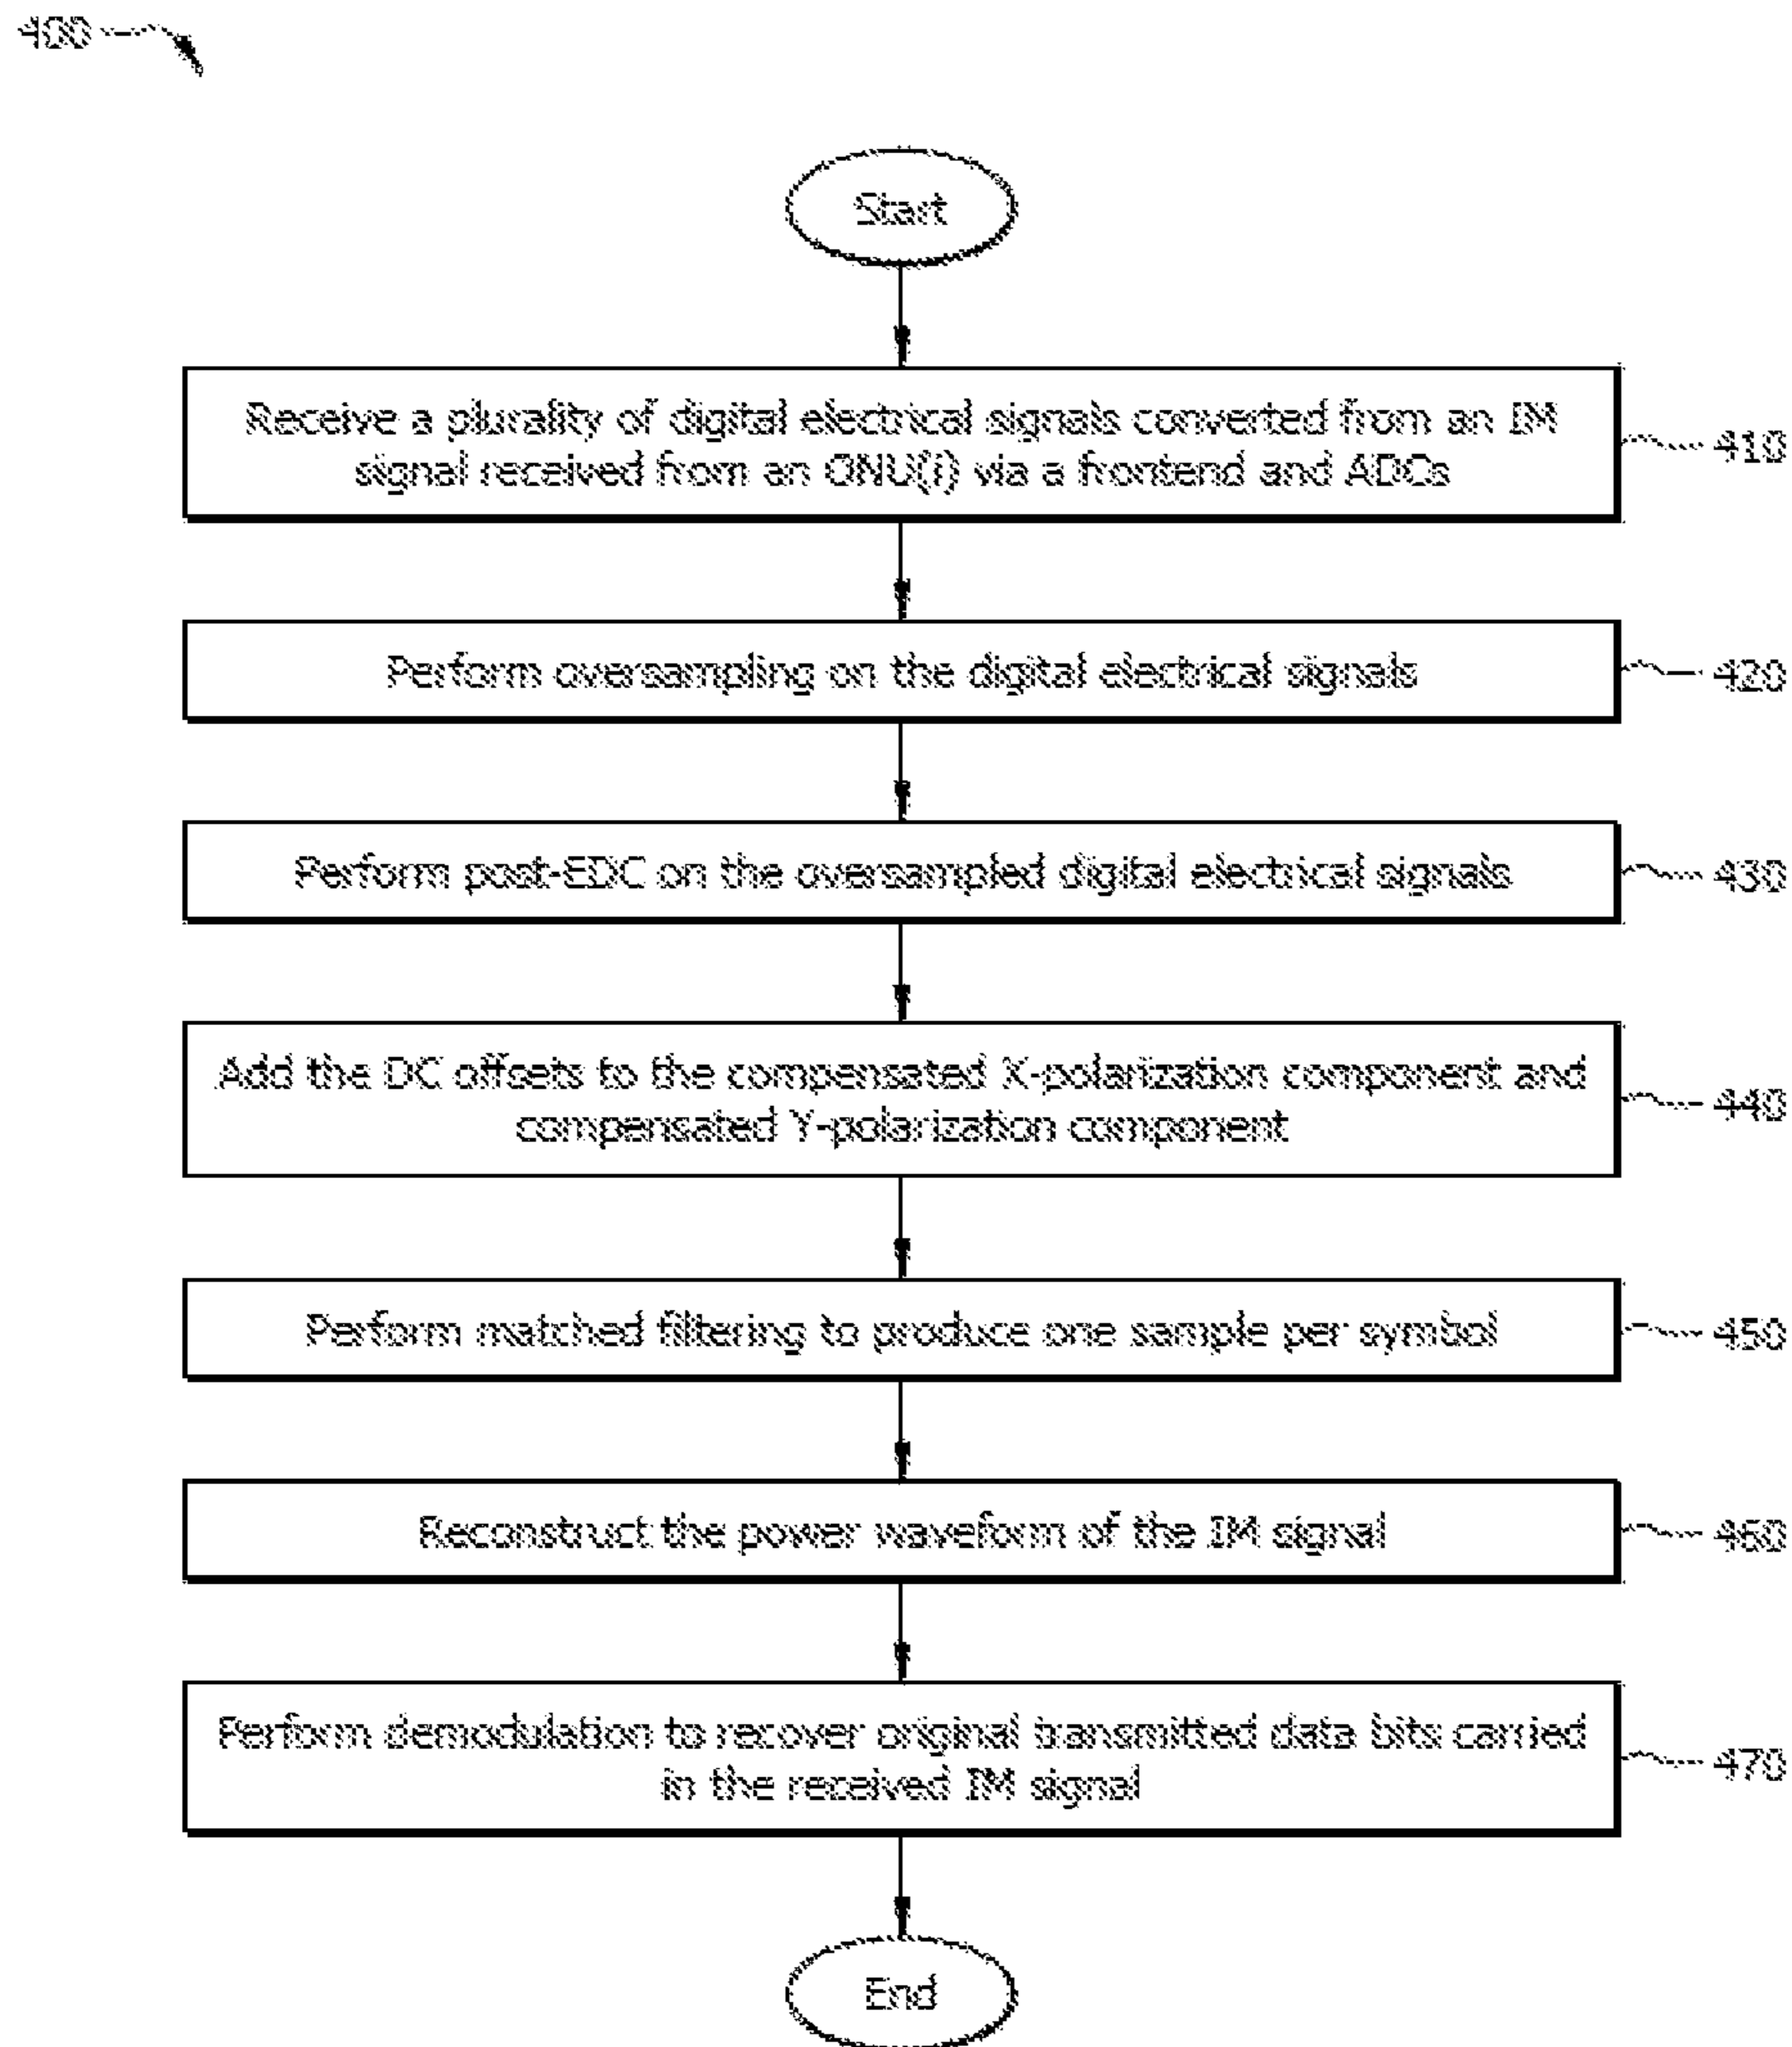 400
Start
Receive a plurality of digital electrical signals converted from an IM
signal received from an ONU(i) via a frontend and ADCs
410
Perform oversampling on the digital electrical signals
420
Perform post-EDC on the oversampled digital electrical signals
430
Add the DC offsets to the compensated X-polarization component and
compensated Y-polarization component
440
Perform matched filtering to produce one sample per symbol
450
Reconstruct the power waveform of the IM signal
460
Perform demodulation to recover original transmitted data bits carried
in the received IM signal
470
End